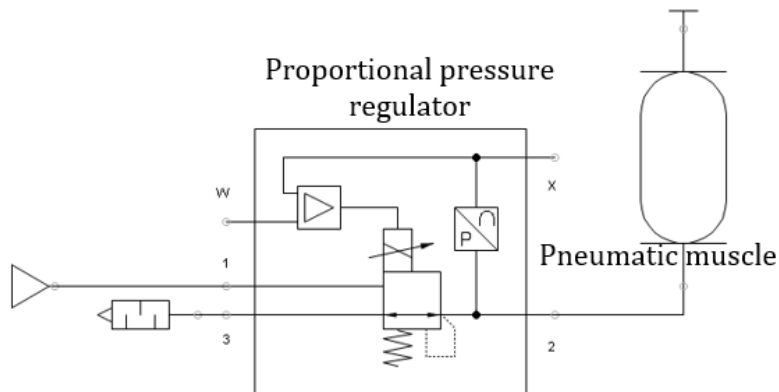 Proportional pressure
regulator
W
X
P
U
Pneumatic muscle
1
3
2